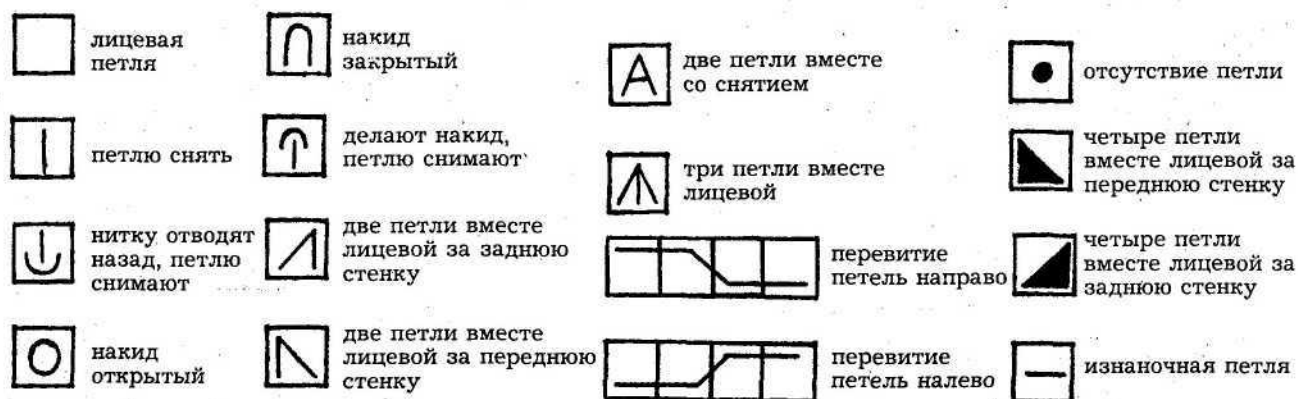 лицевая
петля
петлю снять
нитку отводят
назад, петлю
снимают
накид
открытый
накид
закрытый
делают накид,
петлю снимают
две петли вместе
лицевой за заднюю
стенку
две петли вместе
лицевой за переднюю
стенку
две петли вместе
со снятием
три петли вместе
лицевой
перевитие
петель направо
перевитие
петель налево
отсутствие петли
четыре петли
вместе лицевой за
переднюю стенку
четыре петли
вместе лицевой за
заднюю стенку
изнаночная петля